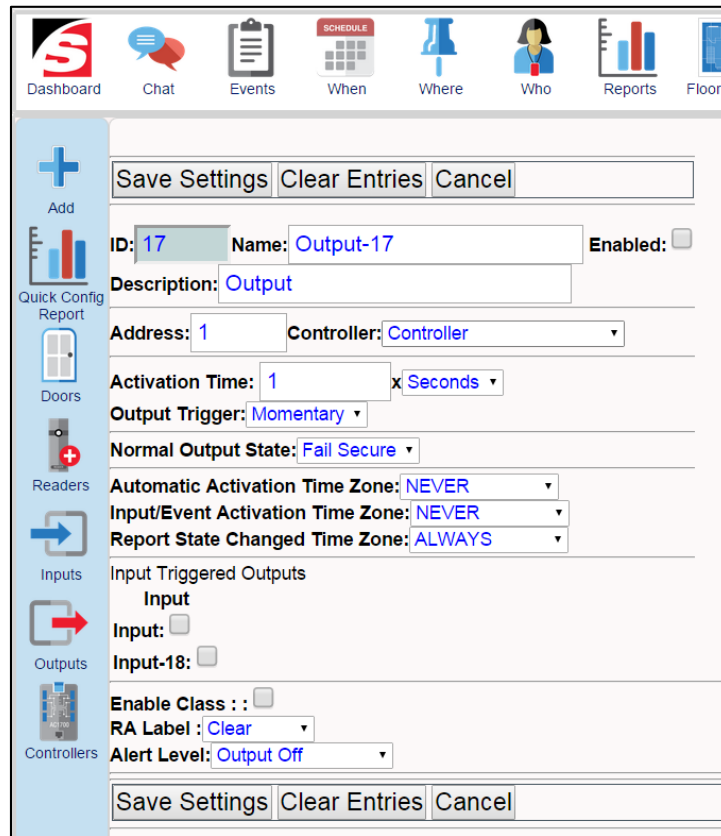 SCHEDULE
Dashboard Chat Events When Where Who Reports Floor
Add
Quick Config
Report
Doors
Readers
Inputs
Outputs
AC1700
Controllers
Save Settings Clear Entries Cancel
ID: 17 Name: Output-17 Enabled:
Description: Output
Address: 1 Controller: Controller
Activation Time: 1 x Seconds
Output Trigger: Momentary
Normal Output State: Fail Secure
Automatic Activation Time Zone: NEVER
Input/Event Activation Time Zone: NEVER
Report State Changed Time Zone: ALWAYS
Input Triggered Outputs
Input
Input:
Input-18:
Enable Class : :
RA Label : Clear
Alert Level: Output Off
Save Settings Clear Entries Cancel